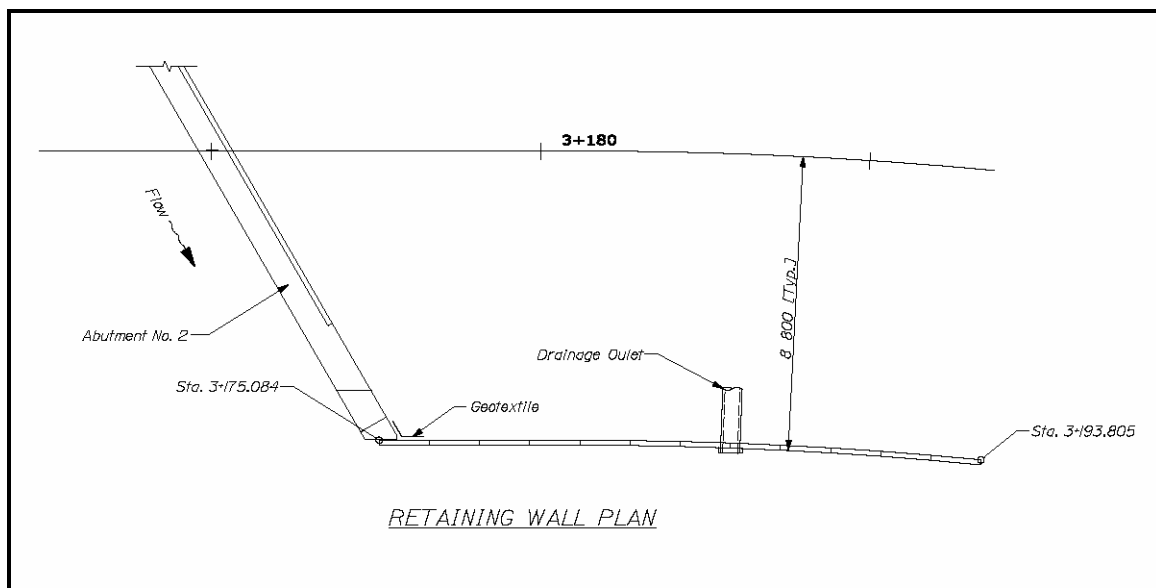 3+180
Flow
8 800 [Typ.]
Abutment No. 2
Drainage Oulet
Sta. 3+175.084
Geotextile
Sta. 3+193.805
RETAINING WALL PLAN